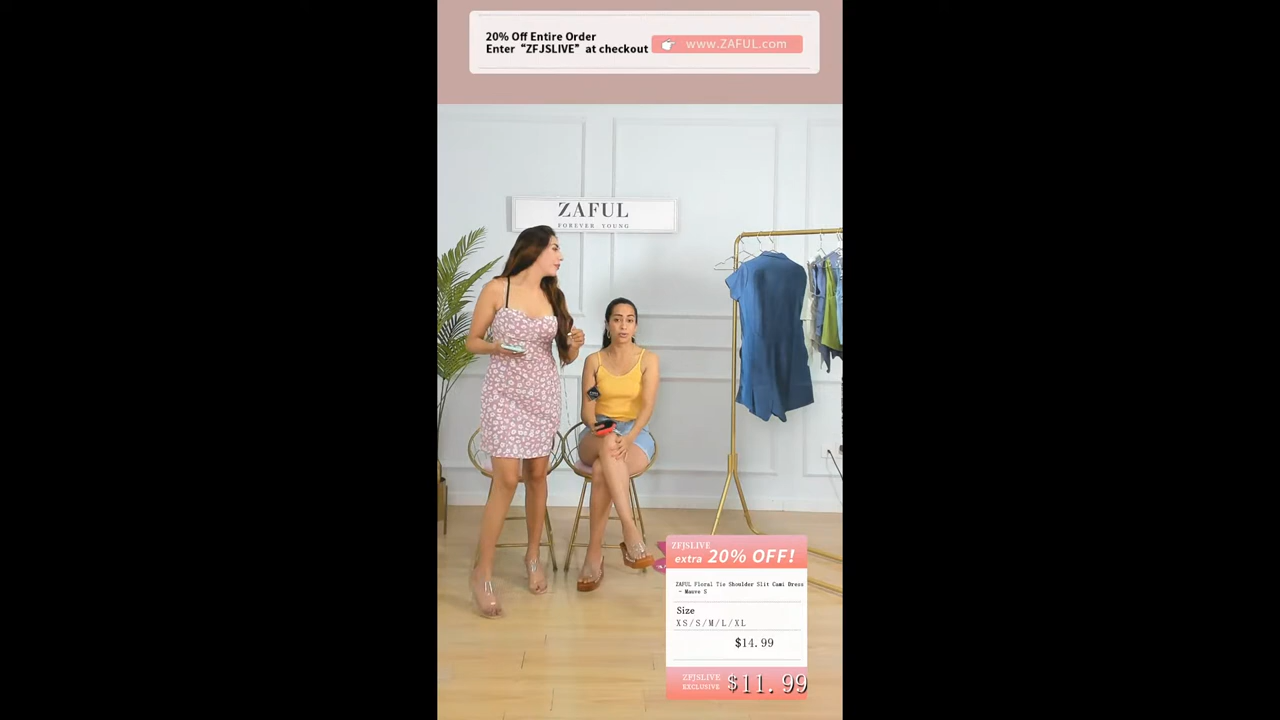 20% Off Entire Order
Enter “ZFJSLIVE” at checkout
www.ZAFUL.com
ZAFUL
FOREVER YOUNG
ZFJSLIVE
extra 20% OFF!
ZAFUL Floral Tie Shoulder Slit Cami Dress
- Mauve S
Size
XS/S/M/L/XL
$14.99
ZFJSLIVE
EXCLUSIVE
$11.99